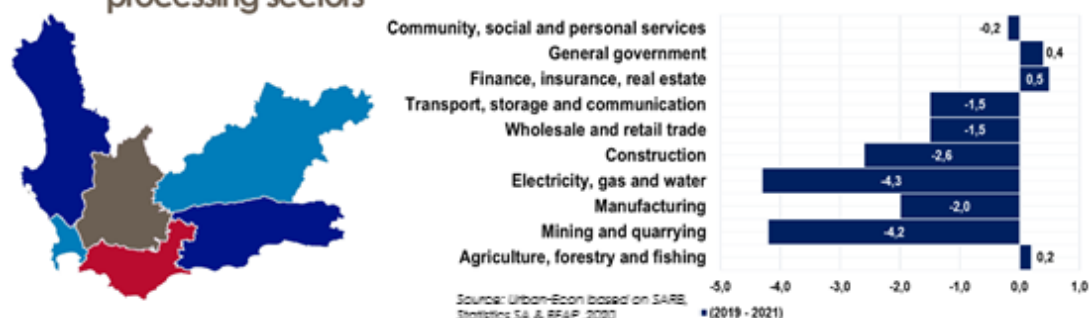 processing sectors
Community, social and personal services
-0,2
General government
0,4
Finance, insurance, real estate
0,5
Transport, storage and communication
-1,5
Wholesale and retail trade
-1,5
Construction
-2,6
Electricity, gas and water
-4,3
Manufacturing
-2,0
Mining and quarrying
-4,2
Agriculture, forestry and fishing
0,2
-5,0 -4,0 -3,0 -2,0 -1,0 0,0 1,0
Source: Urban-Econ based on SARB,
Statistics SA & BFAP, 2020
(2019 - 2021)